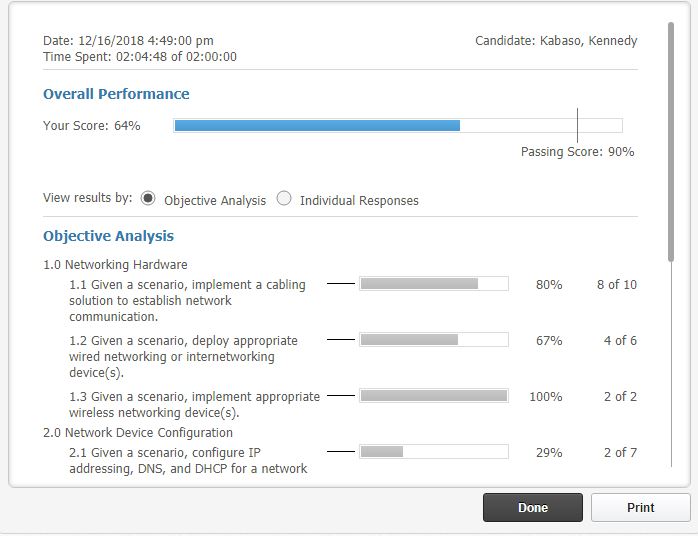 Date: 12/16/2018 4:49:00 pm
Candidate: Kabaso, Kennedy
Time Spent: 02:04:48 of 02:00:00
Overall Performance
Your Score: 64%
Passing Score: 90%
View results by: Objective Analysis Individual Responses
Objective Analysis
1.0 Networking Hardware
1.1 Given a scenario, implement a cabling 80% 8 of 10
solution to establish network
communication.
1.2 Given a scenario, deploy appropriate 67% 4 of 6
wired networking or internetworking
device(s).
1.3 Given a scenario, implement appropriate 100% 2 of 2
wireless networking device(s).
2.0 Network Device Configuration
2.1 Given a scenario, configure IP 29% 2 of 7
addressing, DNS, and DHCP for a network
Done Print